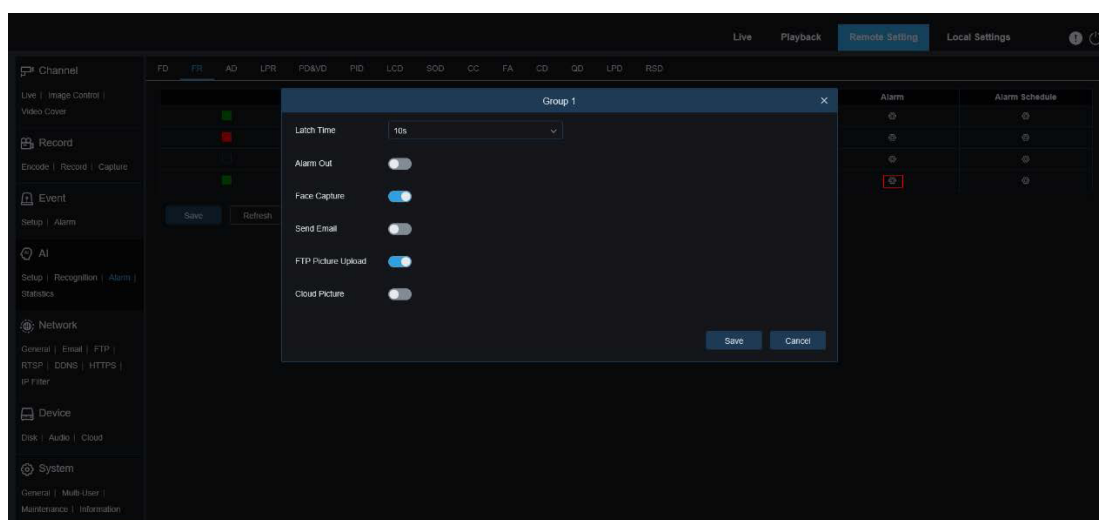 Live Playback Remote Setting Local Settings
Channel
Live | Image Control |
Video Cover
Record
Encode | Record | Capture
Event
Setup | Alarm
AI
Setup | Recognition | Alarm |
Statistics
Network
General | Email | FTP |
RTSP | DDNS | HTTPS |
IP Filter
Device
Disk | Audio | Cloud
System
General | Multi-User |
Maintenance | Information
FD FR AD LPR PD&VD PID LCD SOD CC FA CD QD LPD RSD
Alarm Alarm Schedule
Save Refresh
Group 1
Latch Time 10s
Alarm Out
Face Capture
Send Email
FTP Picture Upload
Cloud Picture
Save Cancel